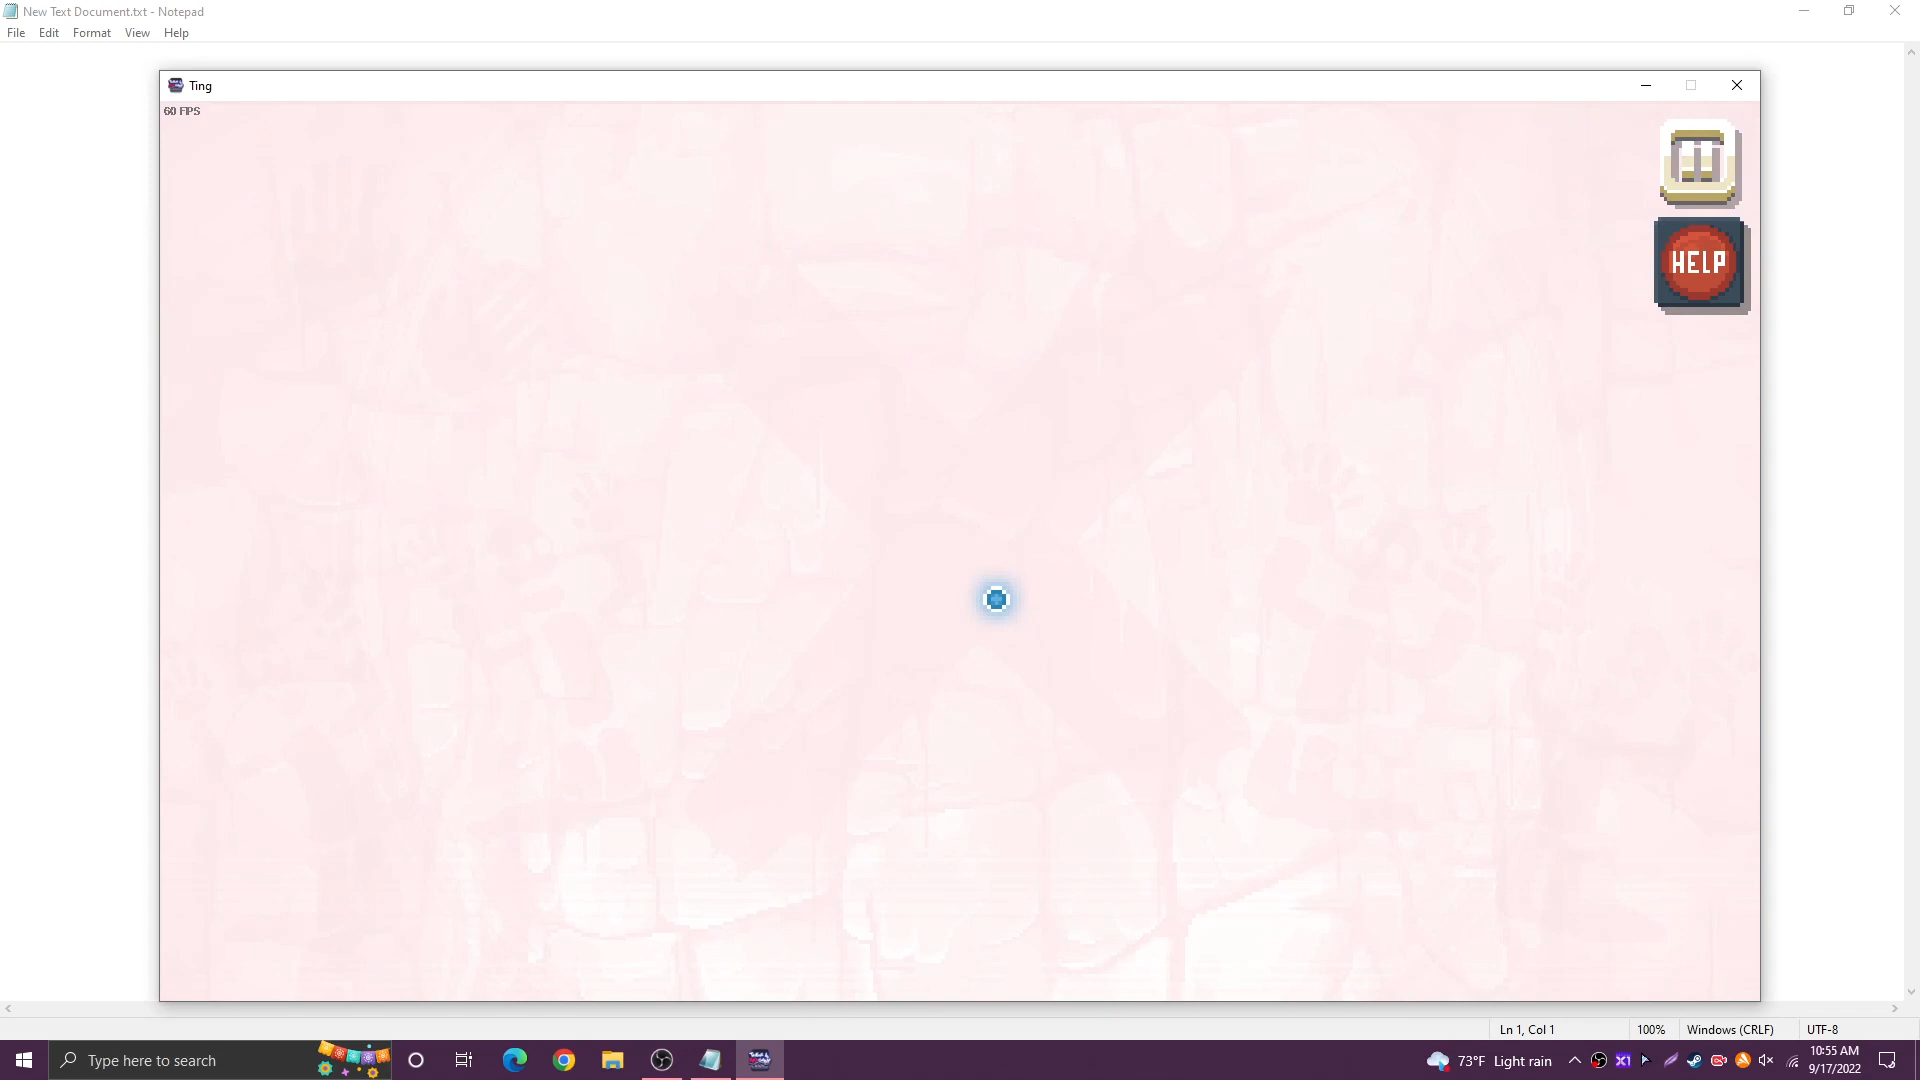 New Text Document.txt - Notepad
File Edit Format View Help
Ting
60 FPS
HELP
Ln 1, Col 1 100% Windows (CRLF) UTF-8
Type here to search
73°F Light rain
X1
10:55 AM
9/17/2022